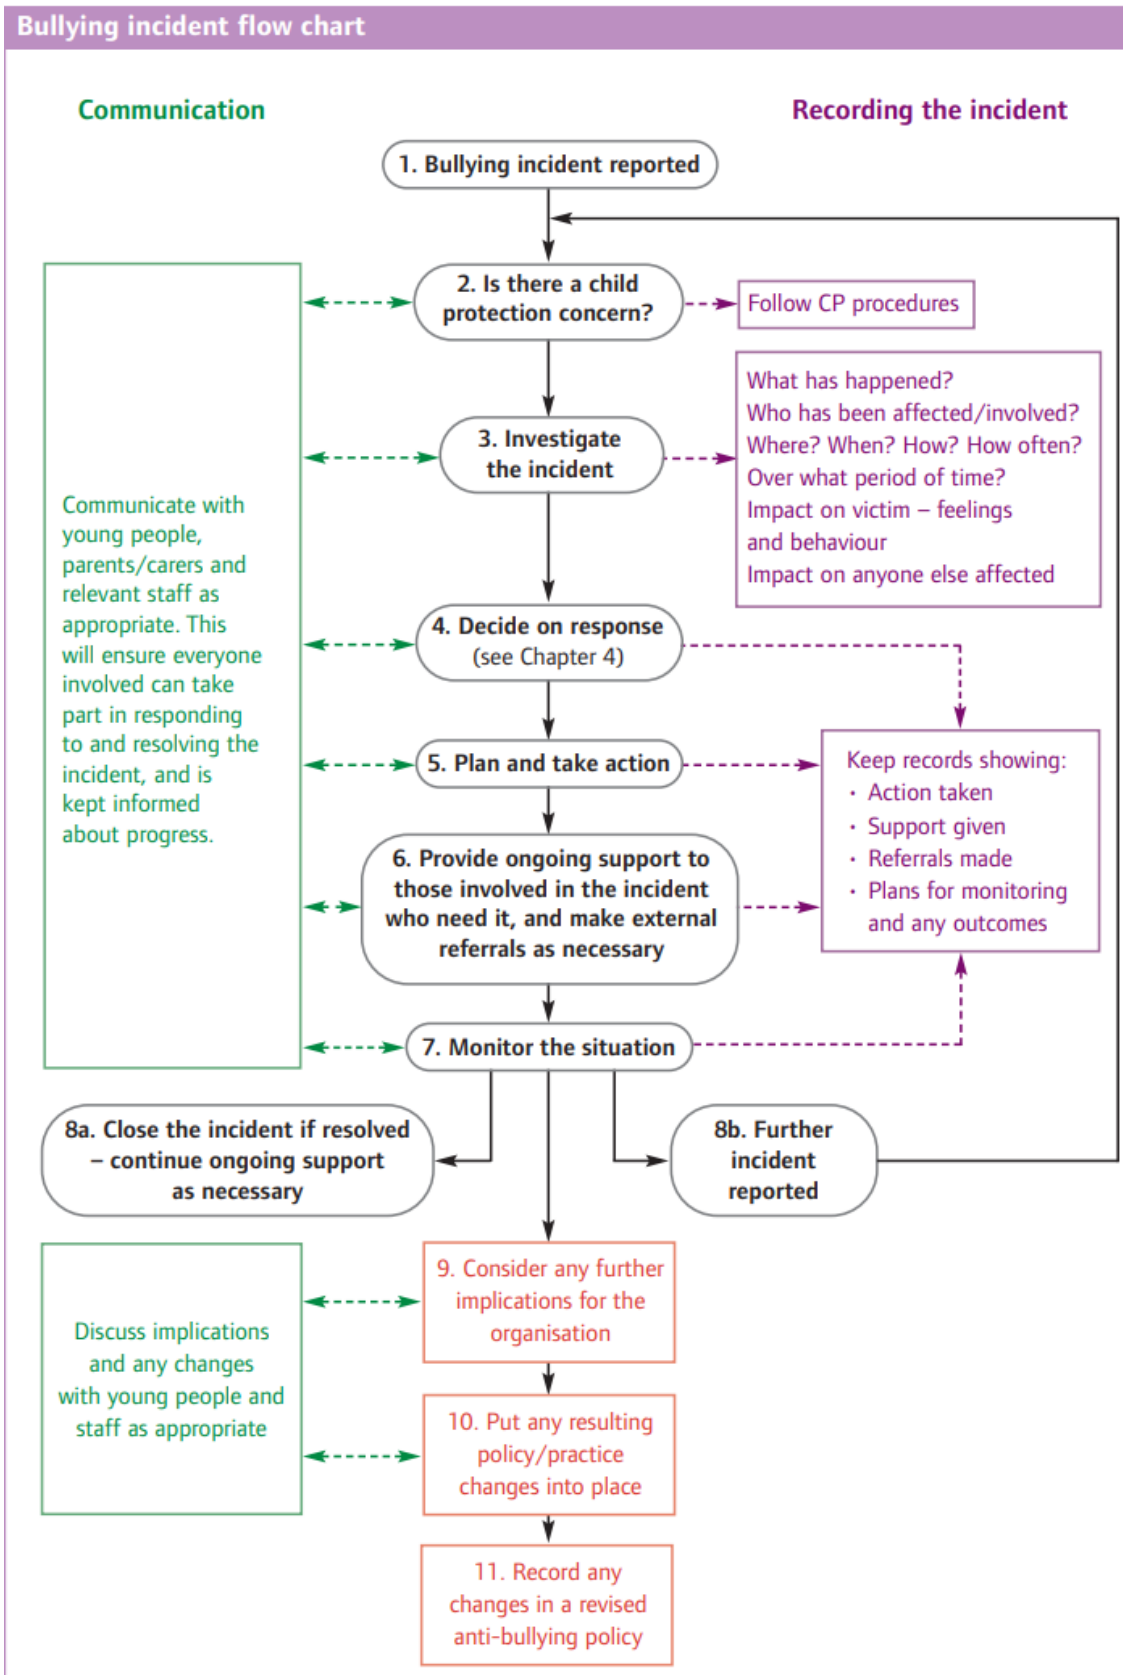 Bullying incident flow chart
Communication
Recording the incident
1. Bullying incident reported
2. Is there a child
protection concern?
Follow CP procedures
What has happened?
Who has been affected/involved?
Where? When? How? How often?
Over what period of time?
Impact on victim – feelings
and behaviour
Impact on anyone else affected
3. Investigate
the incident
Communicate with
young people,
parents/carers and
relevant staff as
appropriate. This
will ensure everyone
involved can take
part in responding
to and resolving the
incident, and is
kept informed
about progress.
4. Decide on response
(see Chapter 4)
5. Plan and take action
Keep records showing:
· Action taken
· Support given
· Referrals made
· Plans for monitoring
and any outcomes
6. Provide ongoing support to
those involved in the incident
who need it, and make external
referrals as necessary
7. Monitor the situation
8a. Close the incident if resolved
– continue ongoing support
as necessary
8b. Further
incident
reported
9. Consider any further
implications for the
organisation
Discuss implications
and any changes
with young people and
staff as appropriate
10. Put any resulting
policy/practice
changes into place
11. Record any
changes in a revised
anti-bullying policy